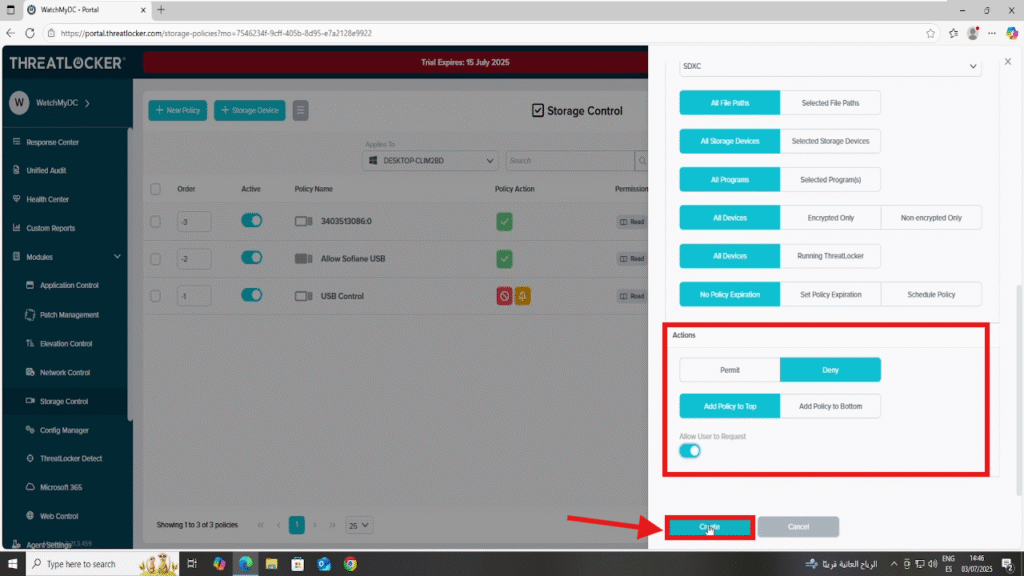 WatchMyDC - Portal
https://portal.threatlocker.com/storage-policies?mo=7546234f-9cff-405b-8d95-e7a2128e9922
THREATLOCKER
Trial Expires: 15 July 2025
W WatchMyDC
Response Center
Unified Audit
Health Center
Custom Reports
Modules
Application Control
Patch Management
Elevation Control
Network Control
Storage Control
Config Manager
ThreatLocker Detect
Microsoft 365
Web Control
Agent Settings
+ New Policy + Storage Device
Storage Control
Applies To
DESKTOP-CLIM2BD Search
Order Active Policy Name Policy Action Permission
-3 3403513086:0 Read
-2 Allow Sofiane USB Read
-1 USB Control Read
Showing 1 to 3 of 3 policies « ‹ 1 › » 25
SDXC
All File Paths Selected File Paths
All Storage Devices Selected Storage Devices
All Programs Selected Program(s)
All Devices Encrypted Only Non-encrypted Only
All Devices Running ThreatLocker
No Policy Expiration Set Policy Expiration Schedule Policy
Actions
Permit Deny
Add Policy to Top Add Policy to Bottom
Allow User to Request
Create Cancel
Type here to search
الرياح العاتية قريبًا
ENG
ES
14:46
03/07/2025